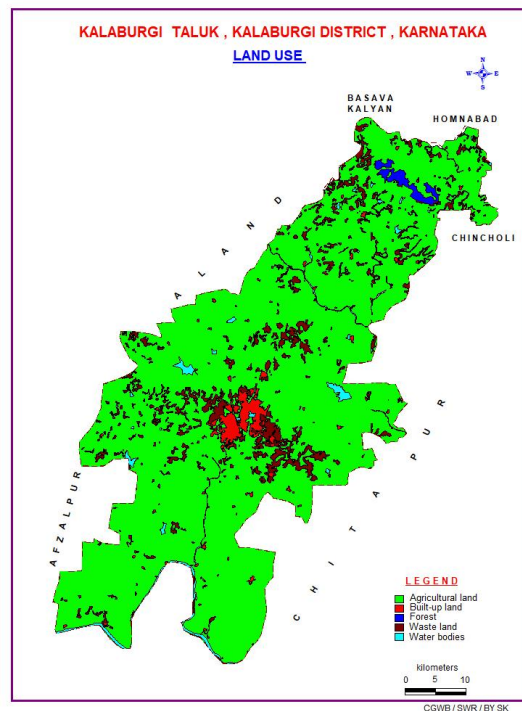 KALABURGI TALUK , KALABURGI DISTRICT , KARNATAKA
LAND USE
N
W E
S
BASAVA
KALYAN
HOMNABAD
CHINCHOLI
A L A N D
AFZALPUR
C H I T A P U R
LEGEND
Agricultural land
Built-up land
Forest
Waste land
Water bodies
kilometers
0 5 10
CGWB / SWR / BY SK